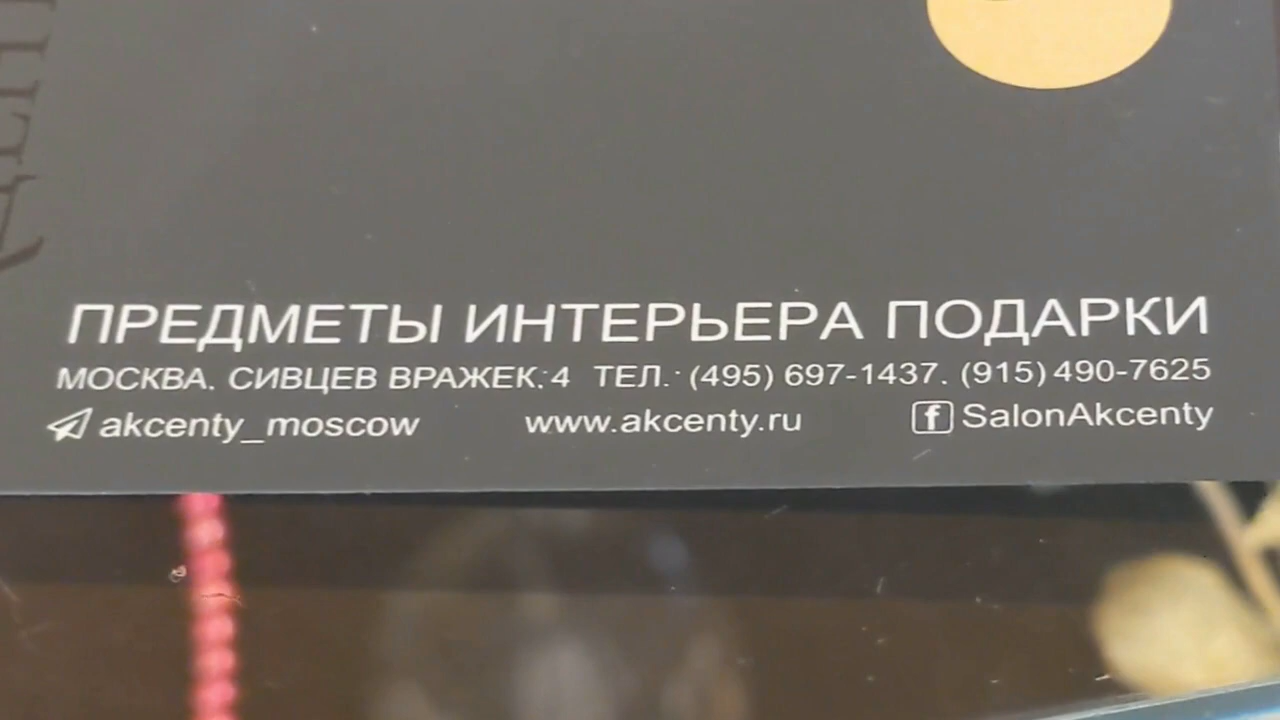 ПРЕДМЕТЫ ИНТЕРЬЕРА ПОДАРКИ
МОСКВА. СИВЦЕВ ВРАЖЕК. 4 ТЕЛ. (495) 697-1437. (915) 490-7625
akcenty_moscow www.akcenty.ru SalonAkcenty